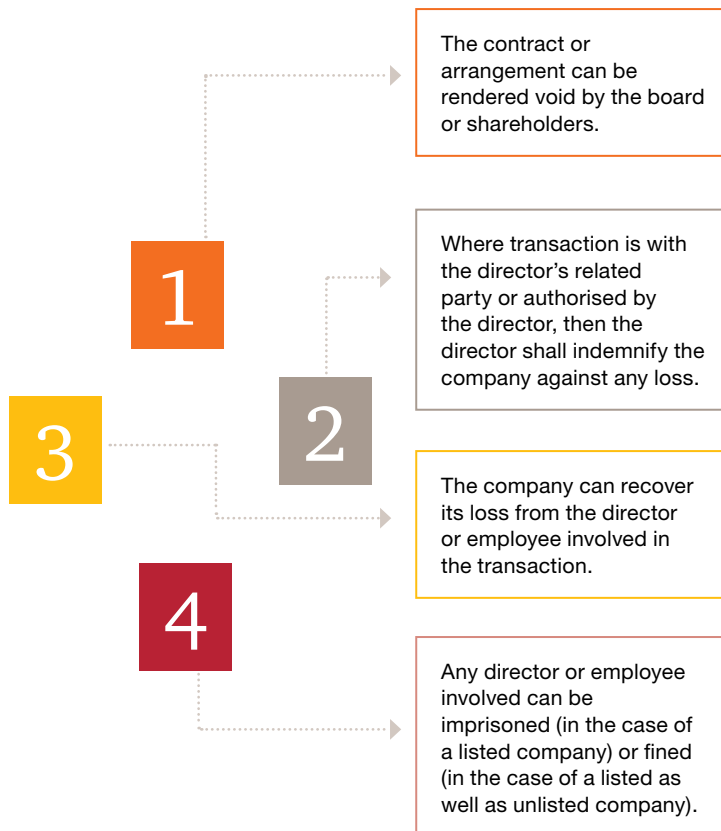 1
The contract or
arrangement can be
rendered void by the board
or shareholders.
2
Where transaction is with
the director’s related
party or authorised by
the director, then the
director shall indemnify the
company against any loss.
3
The company can recover
its loss from the director
or employee involved in
the transaction.
4
Any director or employee
involved can be
imprisoned (in the case of
a listed company) or fined
(in the case of a listed as
well as unlisted company).